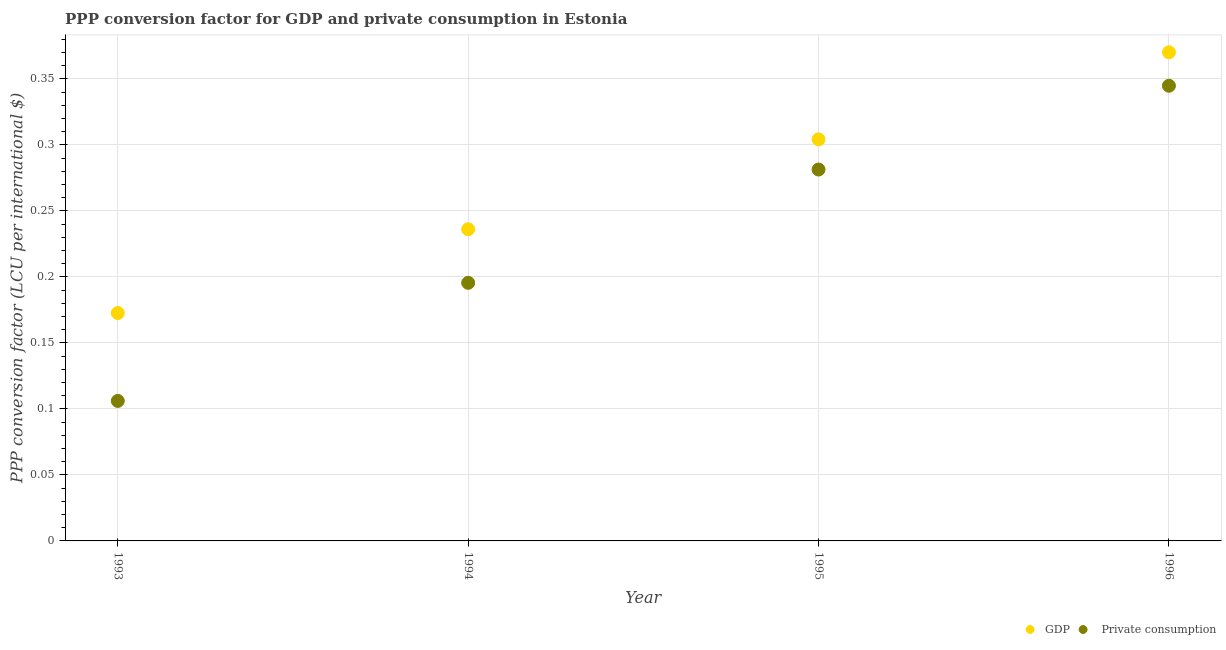 PPP conversion factor for GDP and private consumption in Estonia
PPP conversion factor (LCU per international $)
0.35
0.3
0.25
0.2
0.15
0.1
0.05
0
1993
1994
1995
1996
Year
GDP
Private consumption